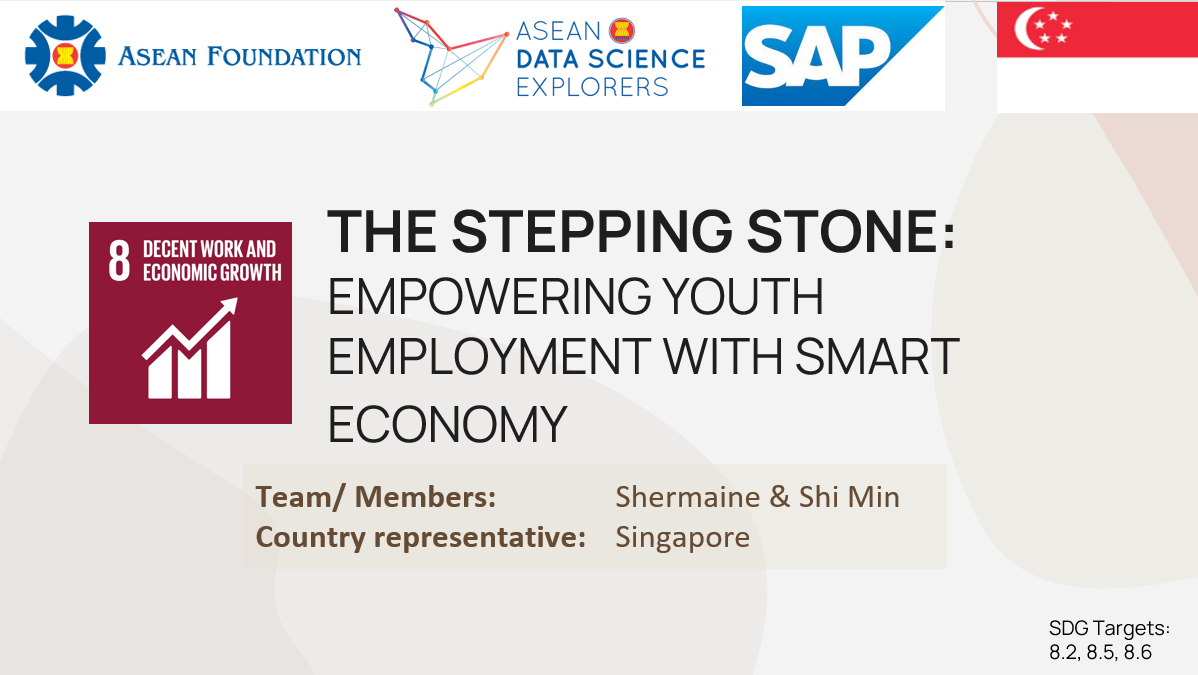 ASEAN FOUNDATION
ASEAN
DATA SCIENCE
EXPLORERS
SAP
8 DECENT WORK AND
ECONOMIC GROWTH
THE STEPPING STONE:
EMPOWERING YOUTH
EMPLOYMENT WITH SMART
ECONOMY
Team/ Members: Shermaine & Shi Min
Country representative: Singapore
SDG Targets:
8.2, 8.5, 8.6